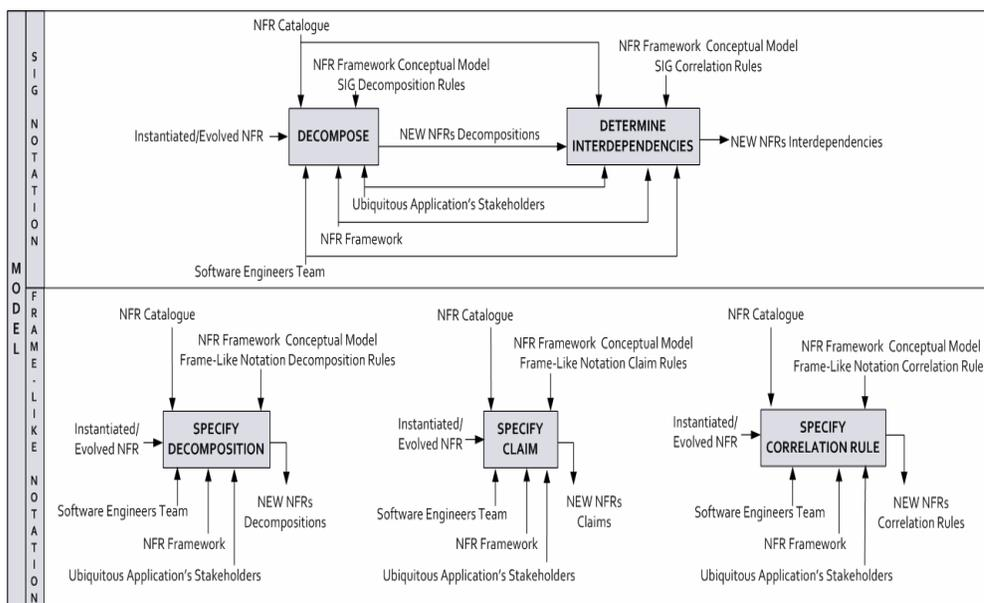 MODEL
SIG NOTATION
NFR Catalogue
NFR Framework Conceptual Model
SIG Decomposition Rules
NFR Framework Conceptual Model
SIG Correlation Rules
Instantiated/Evolved NFR
DECOMPOSE
NEW NFRs Decompositions
DETERMINE
INTERDEPENDENCIES
NEW NFRs Interdependencies
Ubiquitous Application's Stakeholders
NFR Framework
Software Engineers Team
FRAME-LIKE NOTATION
NFR Catalogue
NFR Framework Conceptual Model
Frame-Like Notation Decomposition Rules
Instantiated/
Evolved NFR
SPECIFY
DECOMPOSITION
Software Engineers Team
NEW NFRs
Decompositions
NFR Framework
Ubiquitous Application's Stakeholders
NFR Catalogue
NFR Framework Conceptual Model
Frame-Like Notation Claim Rules
Instantiated/
Evolved NFR
SPECIFY
CLAIM
Software Engineers Team
NEW NFRs
Claims
NFR Framework
Ubiquitous Application's Stakeholders
NFR Catalogue
NFR Framework Conceptual Model
Frame-Like Notation Correlation Rule
Instantiated/
Evolved NFR
SPECIFY
CORRELATION RULE
Software Engineers Team
NEW NFRs
Correlation Rules
NFR Framework
Ubiquitous Application's Stakeholders